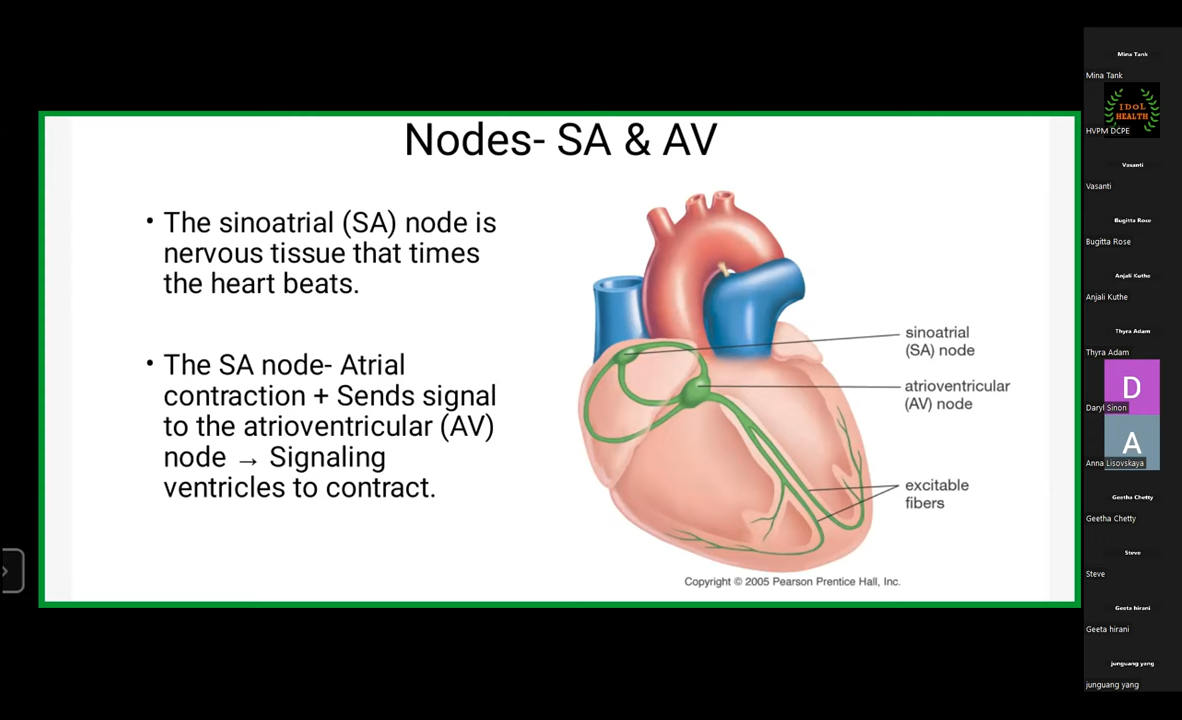 Nodes- SA & AV
• The sinoatrial (SA) node is
nervous tissue that times
the heart beats.
• The SA node- Atrial
contraction + Sends signal
to the atrioventricular (AV)
node → Signaling
ventricles to contract.
sinoatrial
(SA) node
atrioventricular
(AV) node
excitable
fibers
Copyright © 2005 Pearson Prentice Hall, Inc.
Mina Tank
Mina Tank
IDoL
HEALTH
HVPM DCPE
Vasanti
Vasanti
Bugitta Rose
Bugitta Rose
Anjali Kuthe
Anjali Kuthe
Thyra Adam
Thyra Adam
D
Daryl Sinon
A
Anna Lisovskaya
Geetha Chetty
Geetha Chetty
Steve
Steve
Geeta hirani
Geeta hirani
junguang yang
junguang yang